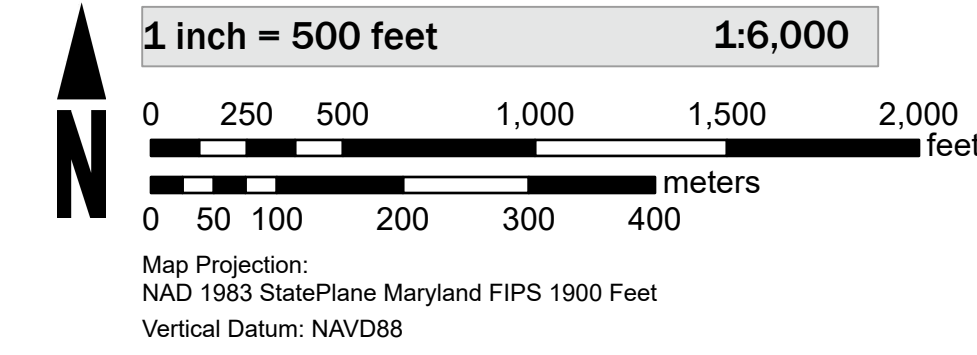 1 inch = 500 feet 1:6,000
0 250 500 1,000 1,500 2,000
feet
meters
0 50 100 200 300 400
N
Map Projection:
NAD 1983 StatePlane Maryland FIPS 1900 Feet
Vertical Datum: NAVD88